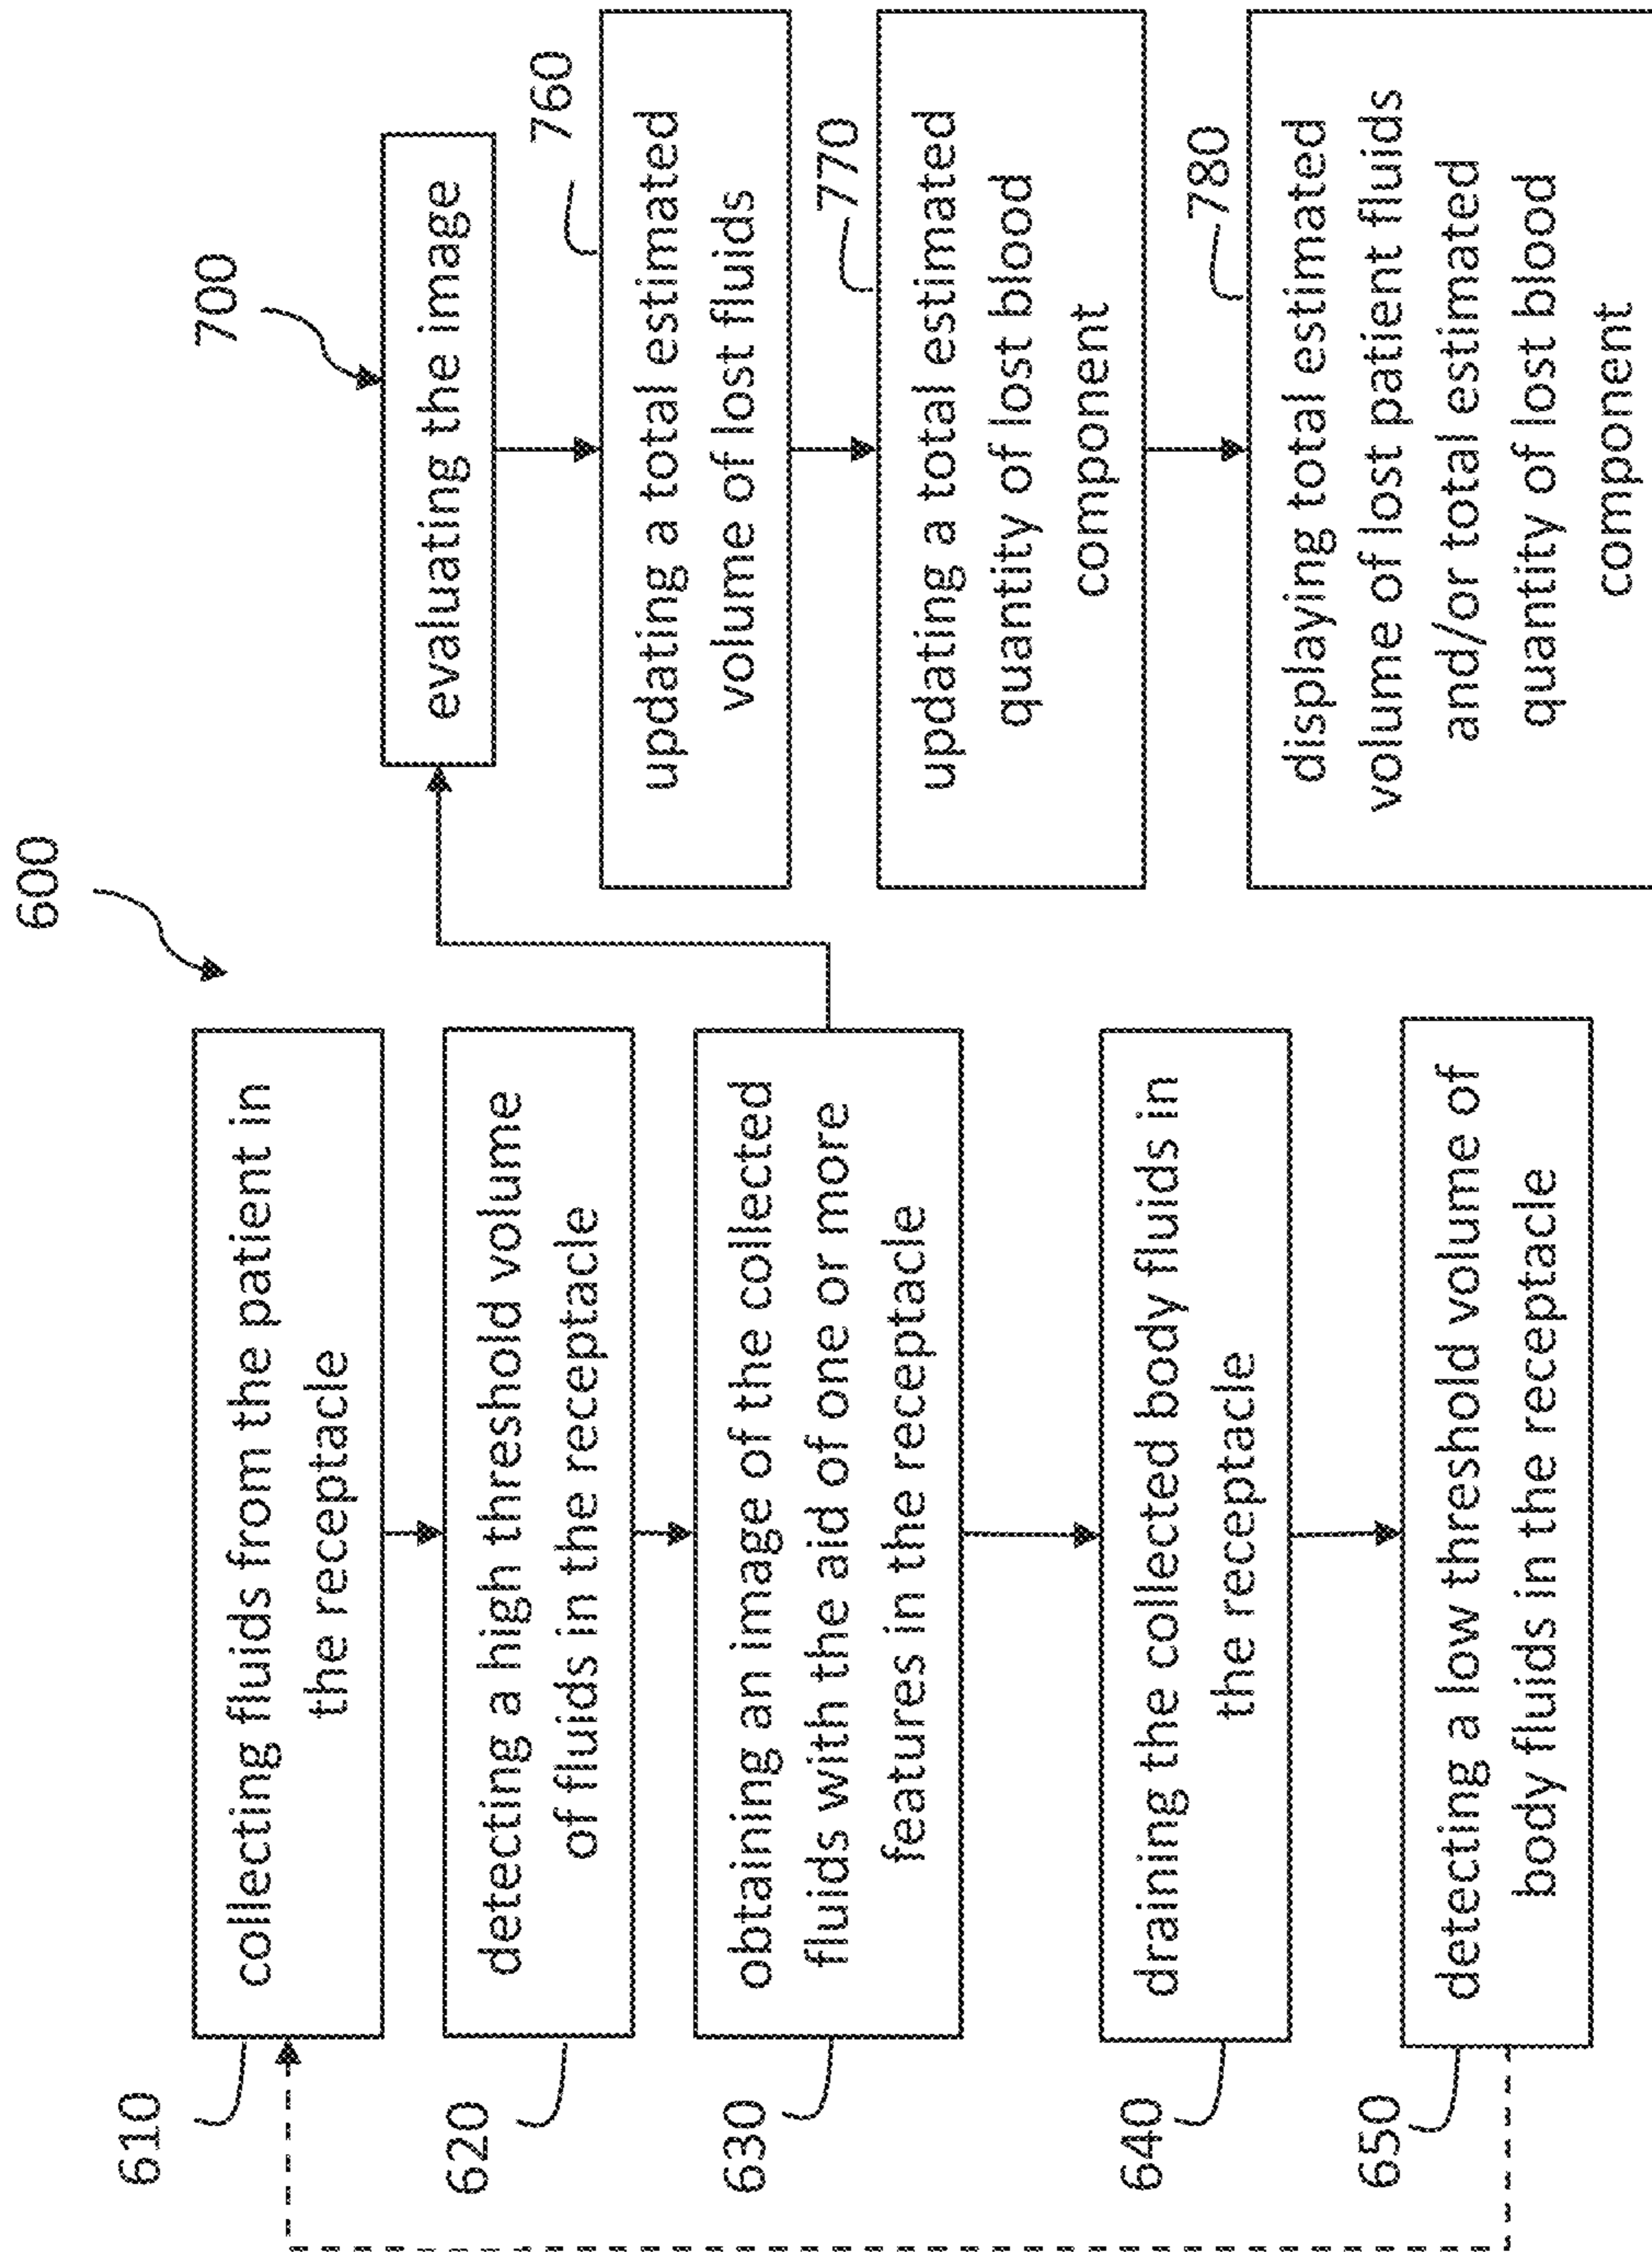 600
610
collecting fluids from the patient in
the receptacle
620
detecting a high threshold volume
of fluids in the receptacle
630
obtaining an image of the collected
fluids with the aid of one or more
features in the receptacle
640
draining the collected body fluids in
the receptacle
650
detecting a low threshold volume of
body fluids in the receptacle
700
evaluating the image
760
updating a total estimated
volume of lost fluids
770
updating a total estimated
quantity of lost blood
component
780
displaying total estimated
volume of lost patient fluids
and/or total estimated
quantity of lost blood
component